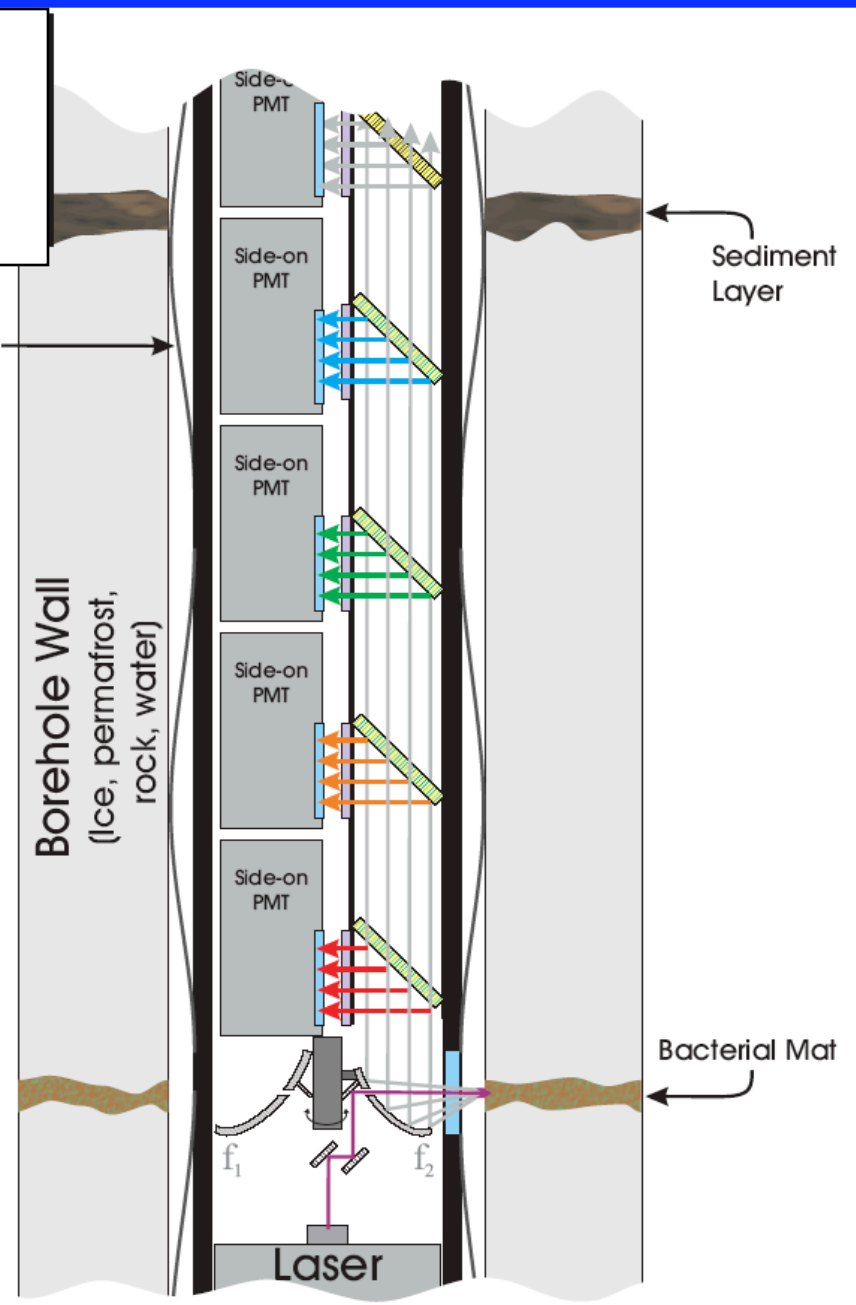 Side-on
PMT
Side-on
PMT
Sediment
Layer
Side-on
PMT
Borehole Wall
(Ice, permafrost,
rock, water)
Side-on
PMT
Side-on
PMT
Bacterial Mat
f1
f2
Laser